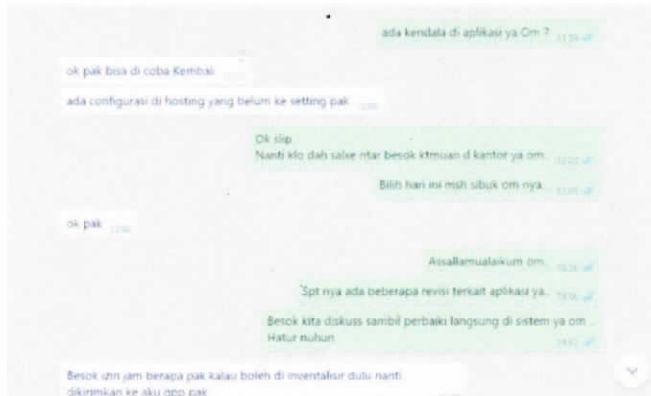 ada kendala di aplikasi ya Om ?
ok pak bisa di coba Kembali
ada configurasi di hosting yang belum ke setting pak
Ok siip
Nanti klo dah salse ntar besok ktmuan d kantor ya om.
Bilih hari ini msh sibuk om nya..
ok pak
Assallamualaikum om..
Spt nya ada beberapa revisi terkait aplikasi ya..
Besok kita diskuss sambil perbaiki langsung di sistem ya om ..
Hatur nuhun
Besok jam berapa pak kalau boleh di inventalisir dulu nanti
dikirimkan ke aku gpp pak